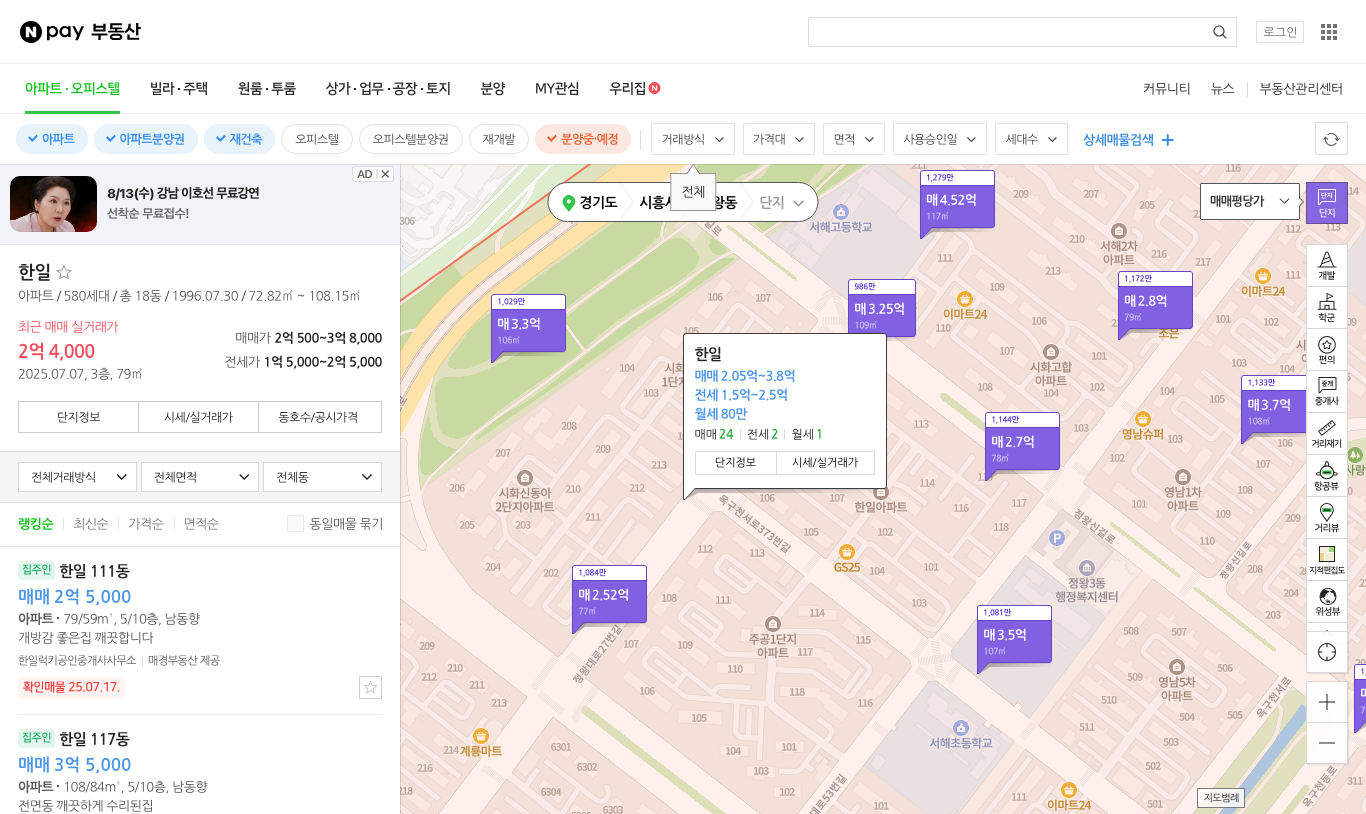 N pay 부동산
로그인
아파트 · 오피스텔
빌라 · 주택
원룸 · 투룸
상가 · 업무 · 공장 · 토지
분양
MY관심
우리집 N
커뮤니티
뉴스
부동산관리센터
아파트
아파트분양권
재건축
오피스텔
오피스텔분양권
재개발
분양중·예정
거래방식
가격대
면적
사용승인일
세대수
상세매물검색
AD
8/13(수) 강남 이호선 무료강연
선착순 무료접수!
한일
아파트 / 580세대 / 총 18동 / 1996.07.30 / 72.82㎡ ~ 108.15㎡
최근 매매 실거래가
2억 4,000
2025.07.07, 3층, 79㎡
매매가 2억 500~3억 8,000
전세가 1억 5,000~2억 5,000
단지정보
시세/실거래가
동호수/공시가격
전체거래방식
전체면적
전체동
랭킹순
최신순
가격순
면적순
동일매물 묶기
집주인 한일 111동
매매 2억 5,000
아파트 · 79/59㎡, 5/10층, 남동향
개방감 좋은집 깨끗합니다
한일럭키공인중개사사무소 | 매경부동산 제공
확인매물 25.07.17.
집주인 한일 117동
매매 3억 5,000
아파트 · 108/84㎡, 5/10층, 남동향
전면동 깨끗하게 수리된집
경기도
시흥
왕동
단지
전체
매매평당가
단지
단지
개발
학군
편의
중개
중개사
거리재기
항공뷰
거리뷰
지적편집도
위성뷰
지도범례
1,279만
매 4.52억
117㎡
1,029만
매 3.3억
106㎡
986만
매 3.25억
109㎡
1,172만
매 2.8억
79㎡
1,133만
매 3.7억
108㎡
1,144만
매 2.7억
78㎡
1,084만
매 2.52억
77㎡
1,081만
매 3.5억
107㎡
한일
매매 2.05억~3.8억
전세 1.5억~2.5억
월세 80만
매매 24
전세 2
월세 1
단지정보
시세/실거래가
서해고등학교
서해2차
아파트
이마트24
이마트24
시화고합
아파트
영남슈퍼
영남1차
아파트
시화신동아
2단지아파트
한일아파트
옥구천서로373번길
정왕신길로
정왕신길로
GS25
P
정왕3동
행정복지센터
주공1단지
아파트
정왕대로27번길
영남5차
아파트
옥구천서로
옥구천동로
서해초등학교
계룡마트
이마트24
대로53번길